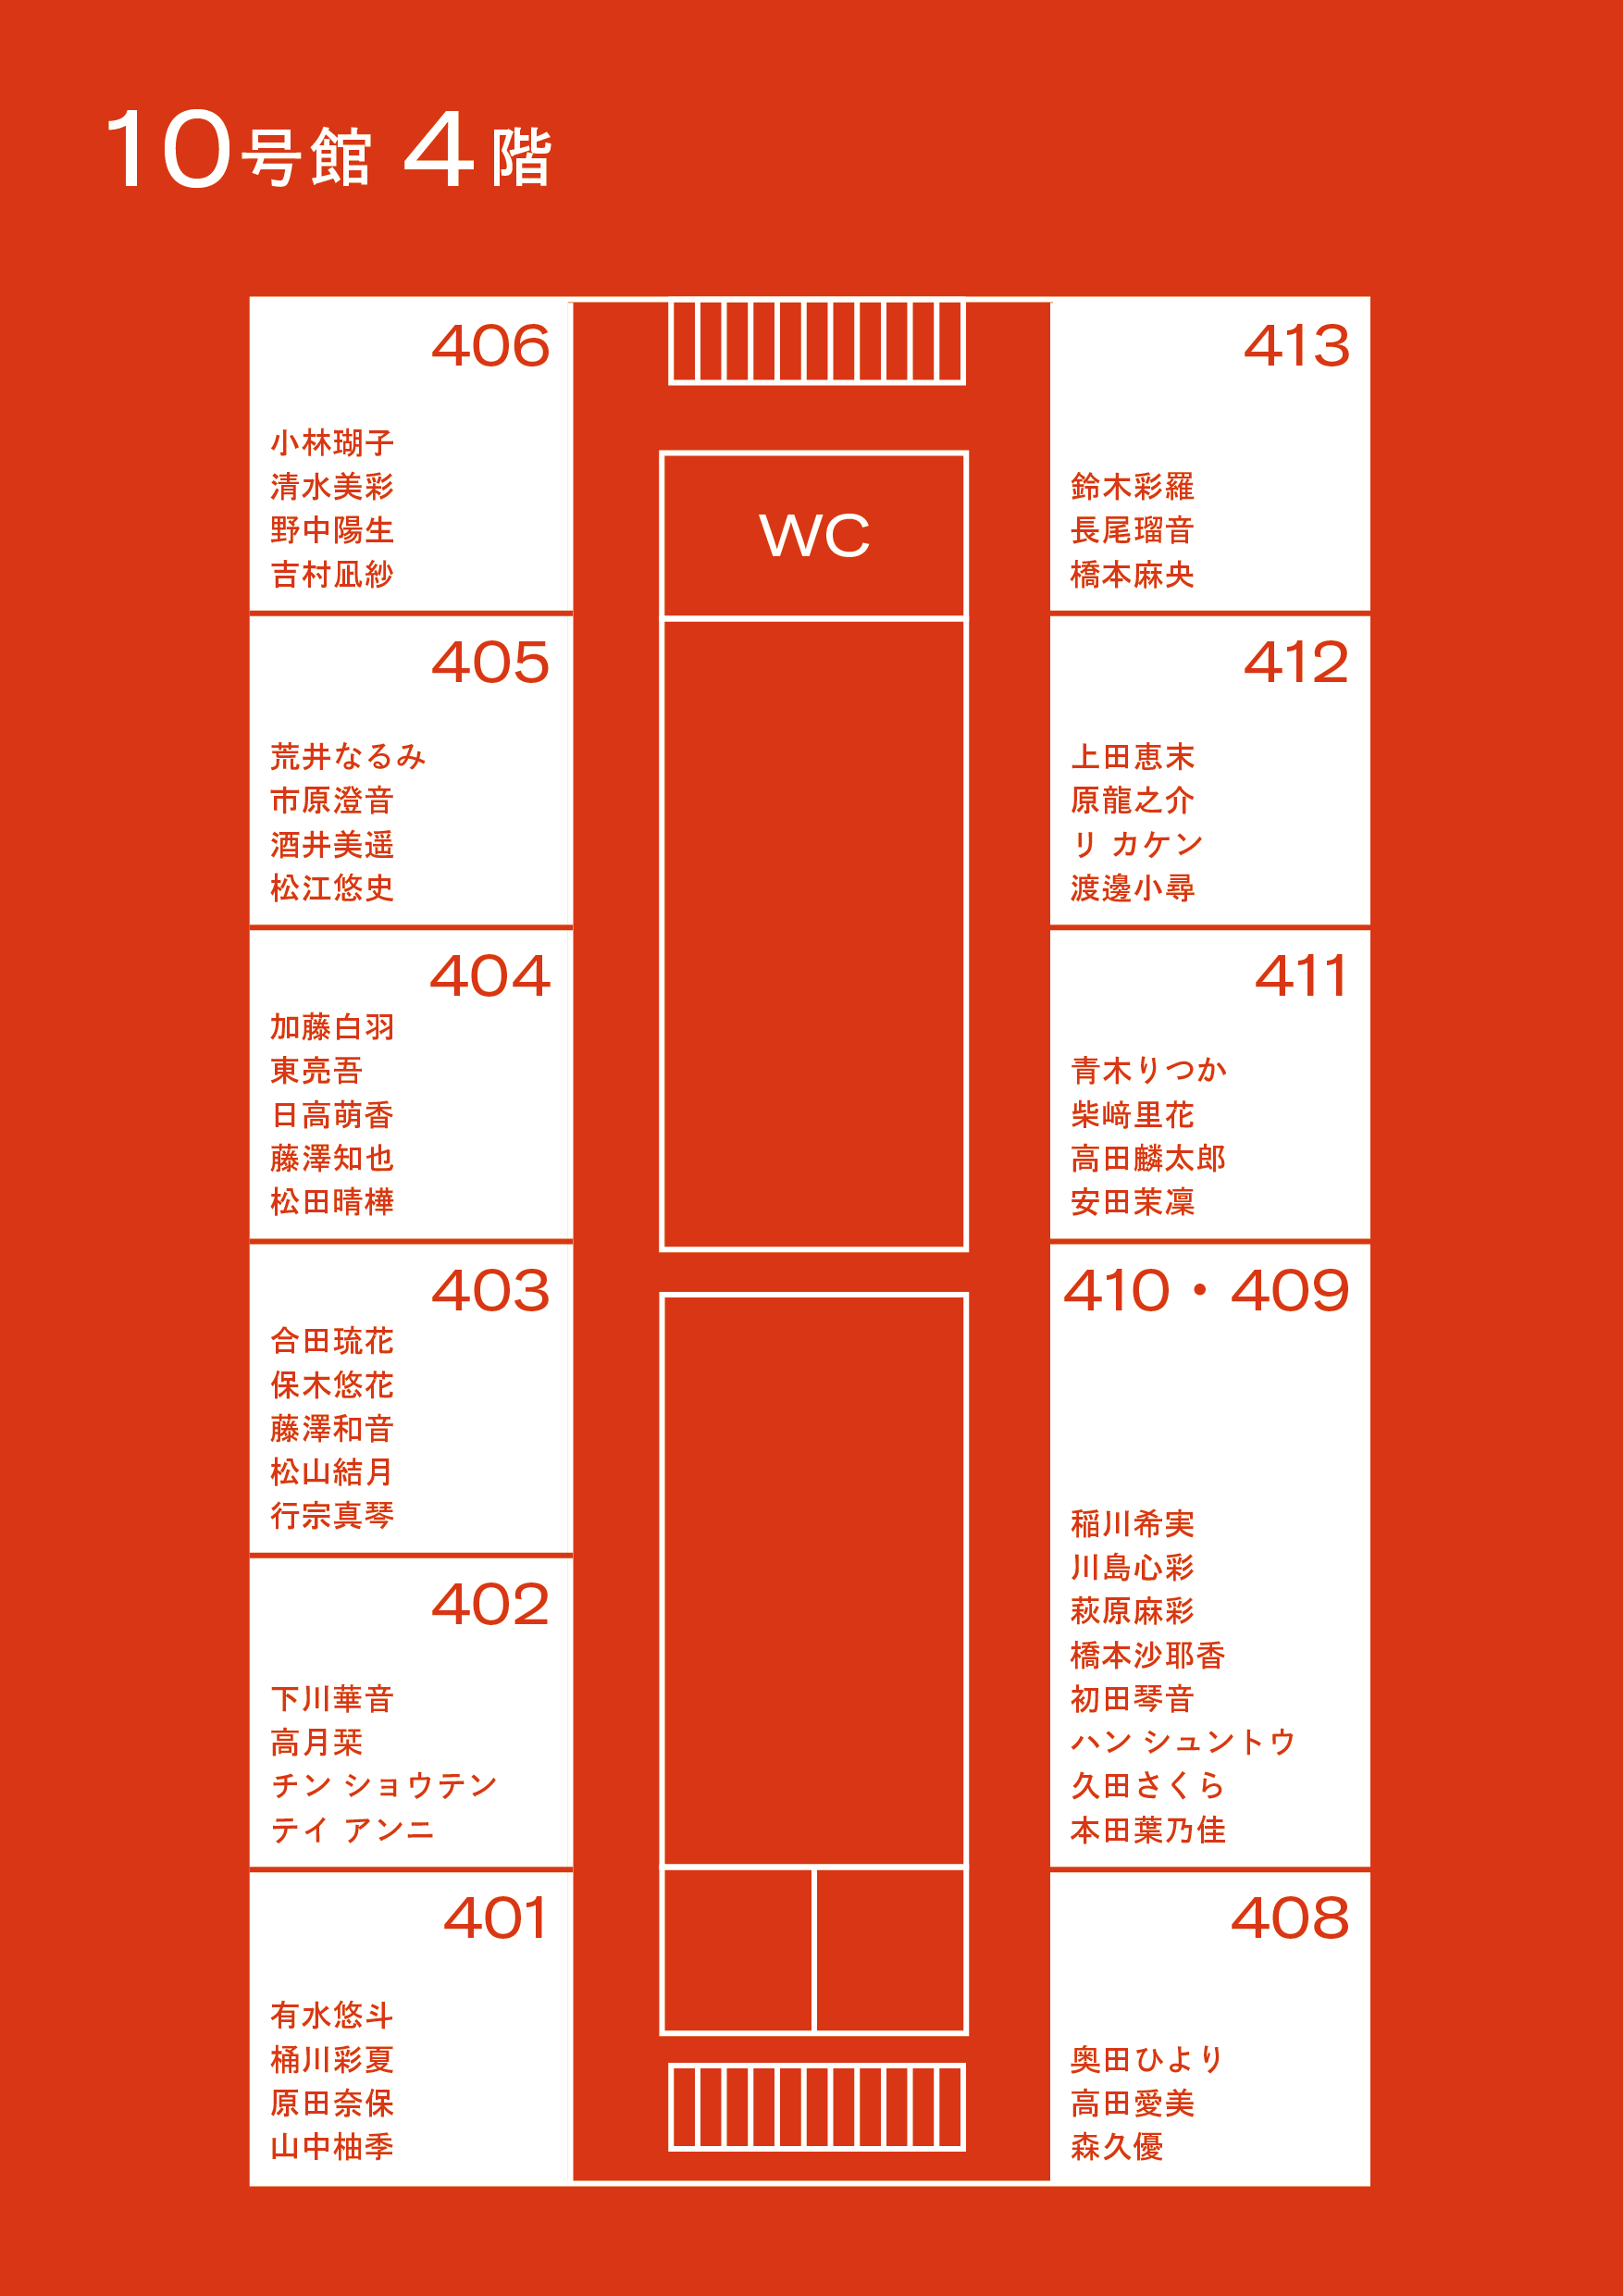 10号館 4階
406
小林瑚子
清水美彩
野中陽生
吉村凪紗
405
荒井なるみ
市原澄音
酒井美遥
松江悠史
404
加藤白羽
東亮吾
日高萌香
藤澤知也
松田晴樺
403
合田琉花
保木悠花
藤澤和音
松山結月
行宗真琴
402
下川華音
高月栞
チン ショウテン
テイ アンニ
401
有水悠斗
桶川彩夏
原田奈保
山中柚季
WC
413
鈴木彩羅
長尾瑠音
橋本麻央
412
上田恵末
原龍之介
リ カケン
渡邊小尋
411
青木りつか
柴﨑里花
高田麟太郎
安田茉凜
410・409
稲川希実
川島心彩
萩原麻彩
橋本沙耶香
初田琴音
ハン シュントウ
久田さくら
本田葉乃佳
408
奥田ひより
高田愛美
森久優